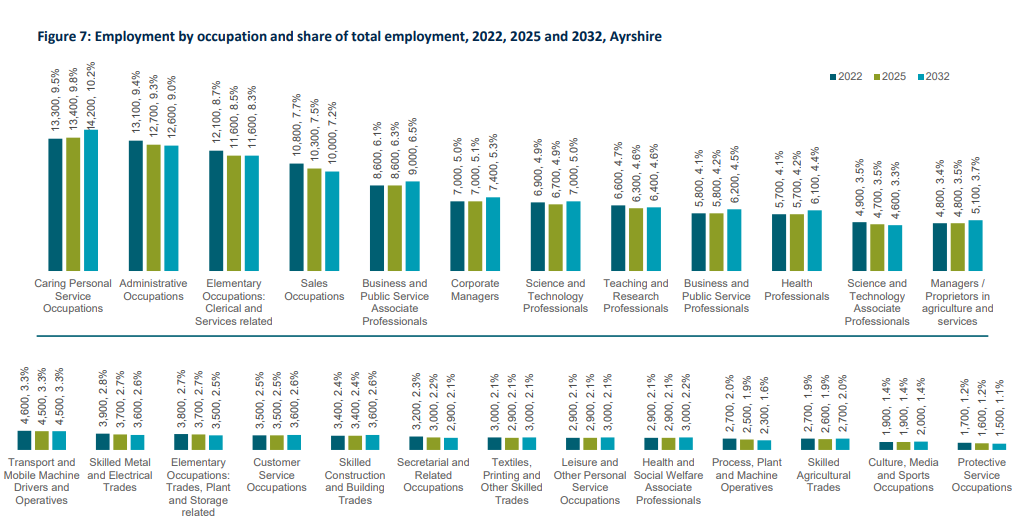 Figure 7: Employment by occupation and share of total employment, 2022, 2025 and 2032, Ayrshire
2022 2025 2032
13,300, 9.5%
13,400, 9.8%
14,200, 10.2%
13,100, 9.4%
12,700, 9.3%
12,600, 9.0%
12,100, 8.7%
11,600, 8.5%
11,600, 8.3%
10,800, 7.7%
10,300, 7.5%
10,000, 7.2%
8,600, 6.1%
8,600, 6.3%
9,000, 6.5%
7,000, 5.0%
7,000, 5.1%
7,400, 5.3%
6,900, 4.9%
6,700, 4.9%
7,000, 5.0%
6,600, 4.7%
6,300, 4.6%
6,400, 4.6%
5,800, 4.1%
5,800, 4.2%
6,200, 4.5%
5,700, 4.1%
5,700, 4.2%
6,100, 4.4%
4,900, 3.5%
4,700, 3.5%
4,600, 3.3%
4,800, 3.4%
4,800, 3.5%
5,100, 3.7%
Caring Personal
Service
Occupations
Administrative
Occupations
Elementary
Occupations:
Clerical and
Services related
Sales
Occupations
Business and
Public Service
Associate
Professionals
Corporate
Managers
Science and
Technology
Professionals
Teaching and
Research
Professionals
Business and
Public Service
Professionals
Health
Professionals
Science and
Technology
Associate
Professionals
Managers /
Proprietors in
agriculture and
services
4,600, 3.3%
4,500, 3.3%
4,500, 3.3%
3,900, 2.8%
3,700, 2.7%
3,600, 2.6%
3,800, 2.7%
3,700, 2.7%
3,500, 2.5%
3,500, 2.5%
3,500, 2.5%
3,600, 2.6%
3,400, 2.4%
3,400, 2.4%
3,600, 2.6%
3,200, 2.3%
3,000, 2.2%
2,900, 2.1%
3,000, 2.1%
2,900, 2.1%
3,000, 2.1%
2,900, 2.1%
2,900, 2.1%
3,000, 2.1%
2,900, 2.1%
2,900, 2.1%
3,000, 2.2%
2,700, 2.0%
2,500, 1.9%
2,300, 1.6%
2,700, 1.9%
2,600, 1.9%
2,700, 2.0%
1,900, 1.4%
1,900, 1.4%
2,000, 1.4%
1,700, 1.2%
1,600, 1.2%
1,500, 1.1%
Transport and
Mobile Machine
Drivers and
Operatives
Skilled Metal
and Electrical
Trades
Elementary
Occupations:
Trades, Plant
and Storage
related
Customer
Service
Occupations
Skilled
Construction
and Building
Trades
Secretarial and
Related
Occupations
Textiles,
Printing and
Other Skilled
Trades
Leisure and
Other Personal
Service
Occupations
Health and
Social Welfare
Associate
Professionals
Process, Plant
and Machine
Operatives
Skilled
Agricultural
Trades
Culture, Media
and Sports
Occupations
Protective
Service
Occupations